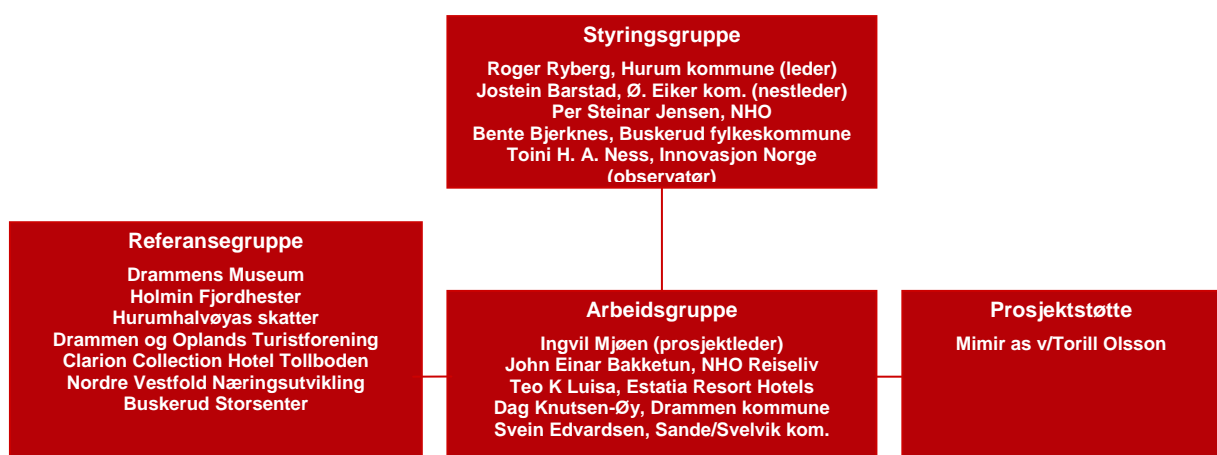 Styringsgruppe
Roger Ryberg, Hurum kommune (leder)
Jostein Barstad, Ø. Eiker kom. (nestleder)
Per Steinar Jensen, NHO
Bente Bjerknes, Buskerud fylkeskommune
Toini H. A. Ness, Innovasjon Norge
(observatør)
Referansegruppe
Drammens Museum
Holmin Fjordhester
Hurumhalvøyas skatter
Drammen og Oplands Turistforening
Clarion Collection Hotel Tollboden
Nordre Vestfold Næringsutvikling
Buskerud Storsenter
Arbeidsgruppe
Ingvil Mjøen (prosjektleder)
John Einar Bakketun, NHO Reiseliv
Teo K Luisa, Estatia Resort Hotels
Dag Knutsen-Øy, Drammen kommune
Svein Edvardsen, Sande/Svelvik kom.
Prosjektstøtte
Mimir as v/Torill Olsson